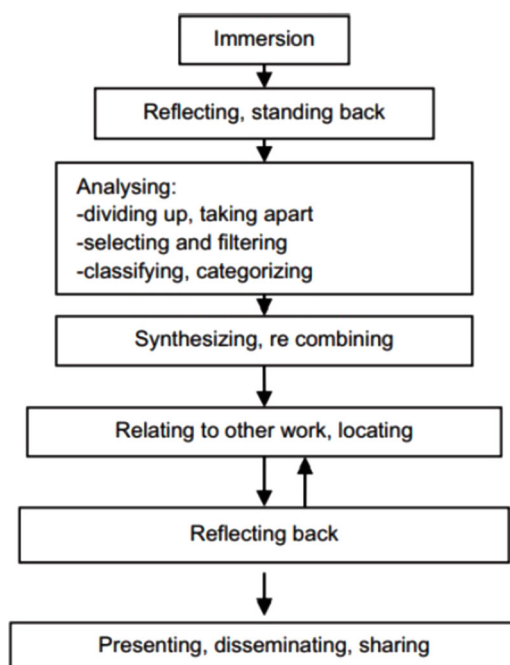 Immersion
Reflecting, standing back
Analysing:
-dividing up, taking apart
-selecting and filtering
-classifying, categorizing
Synthesizing, re combining
Relating to other work, locating
Reflecting back
Presenting, disseminating, sharing